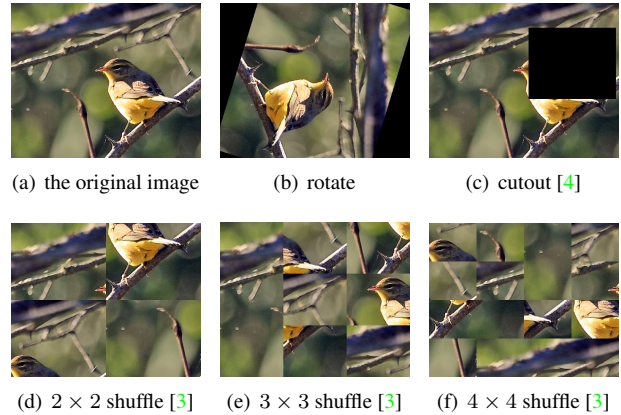 (a) the original image
(b) rotate
(c) cutout [4]
(d) 2 × 2 shuffle [3]
(e) 3 × 3 shuffle [3]
(f) 4 × 4 shuffle [3]